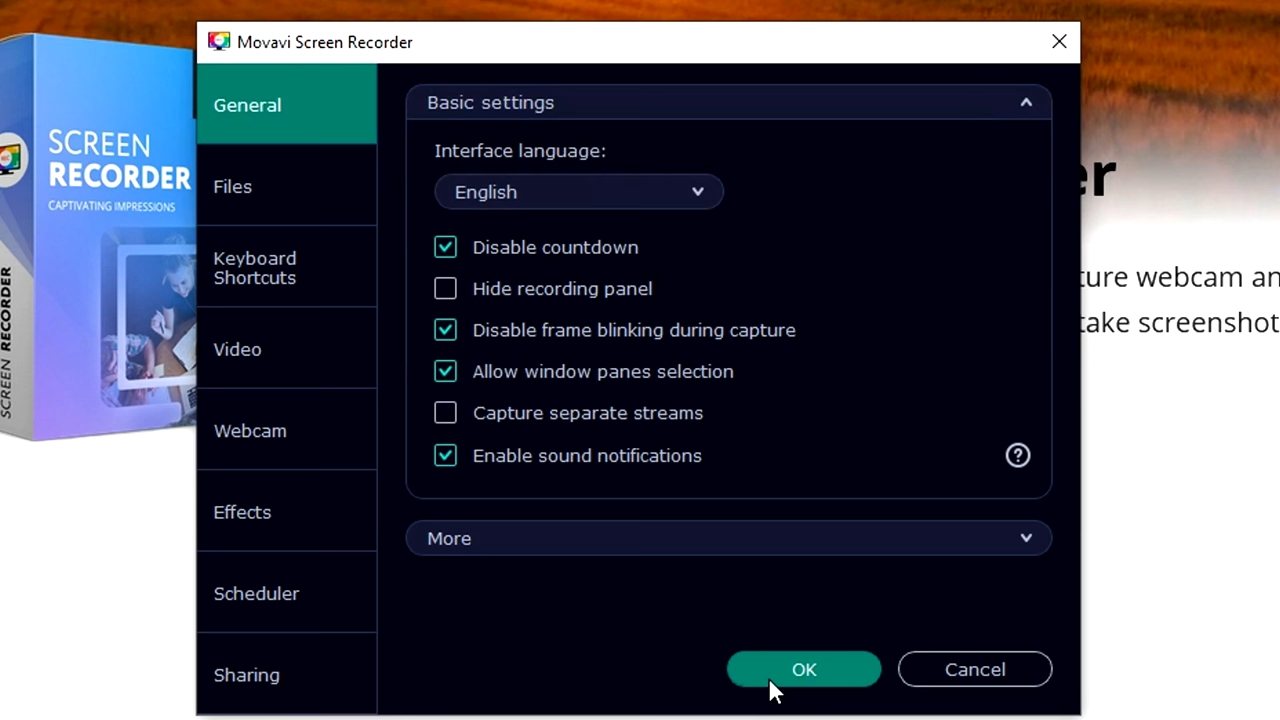 Movavi Screen Recorder
SCREEN
RECORDER
CAPTIVATING IMPRESSIONS
SCREEN RECORDER
General
Files
Keyboard
Shortcuts
Video
Webcam
Effects
Scheduler
Sharing
Basic settings
Interface language:
English
Disable countdown
Hide recording panel
Disable frame blinking during capture
Allow window panes selection
Capture separate streams
Enable sound notifications
?
More
OK
Cancel
er
ture webcam an
take screenshot